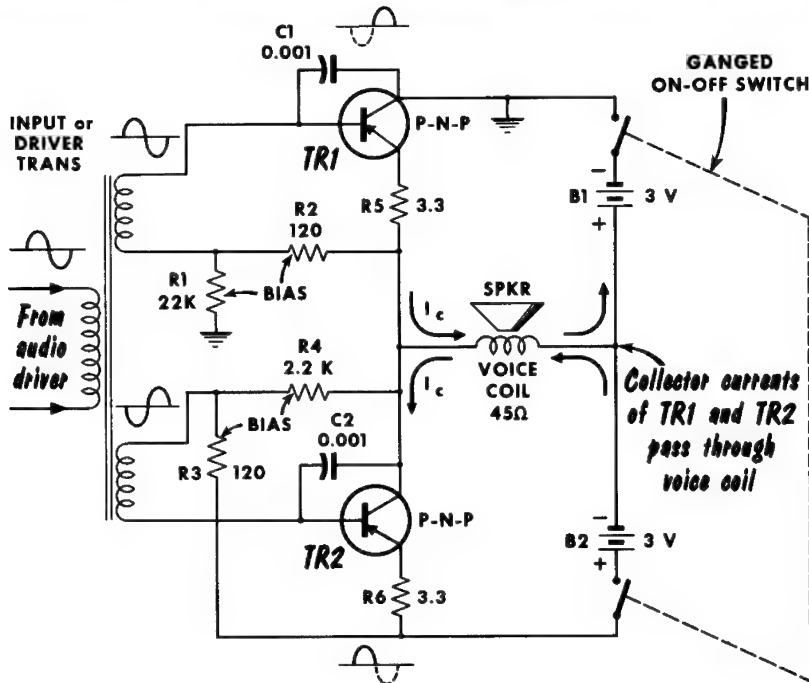 C1
0.001
GANGED
ON-OFF SWITCH
INPUT or
DRIVER
TRANS
P-N-P
TR1
B1
3 V
R5
3.3
R2
120
R1
22K
BIAS
SPKR
From
audio
driver
I c
VOICE
COIL
45Ω
R4
2.2 K
I c
Collector currents
of TR1 and TR2
pass through
voice coil
BIAS
C2
0.001
R3
120
P-N-P
TR2
B2
3 V
R6
3.3